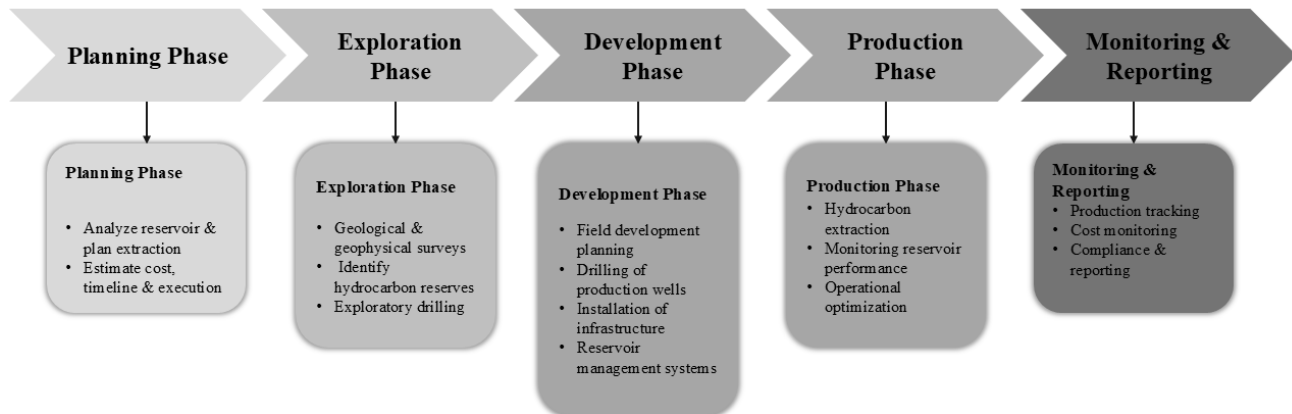 Planning Phase
Exploration
Phase
Development
Phase
Production
Phase
Monitoring &
Reporting
Planning Phase
• Analyze reservoir &
plan extraction
• Estimate cost,
timeline & execution
Exploration Phase
• Geological &
geophysical surveys
• Identify
hydrocarbon reserves
• Exploratory drilling
Development Phase
• Field development
planning
• Drilling of
production wells
• Installation of
infrastructure
• Reservoir
management systems
Production Phase
• Hydrocarbon
extraction
• Monitoring reservoir
performance
• Operational
optimization
Monitoring &
Reporting
• Production tracking
• Cost monitoring
• Compliance &
reporting